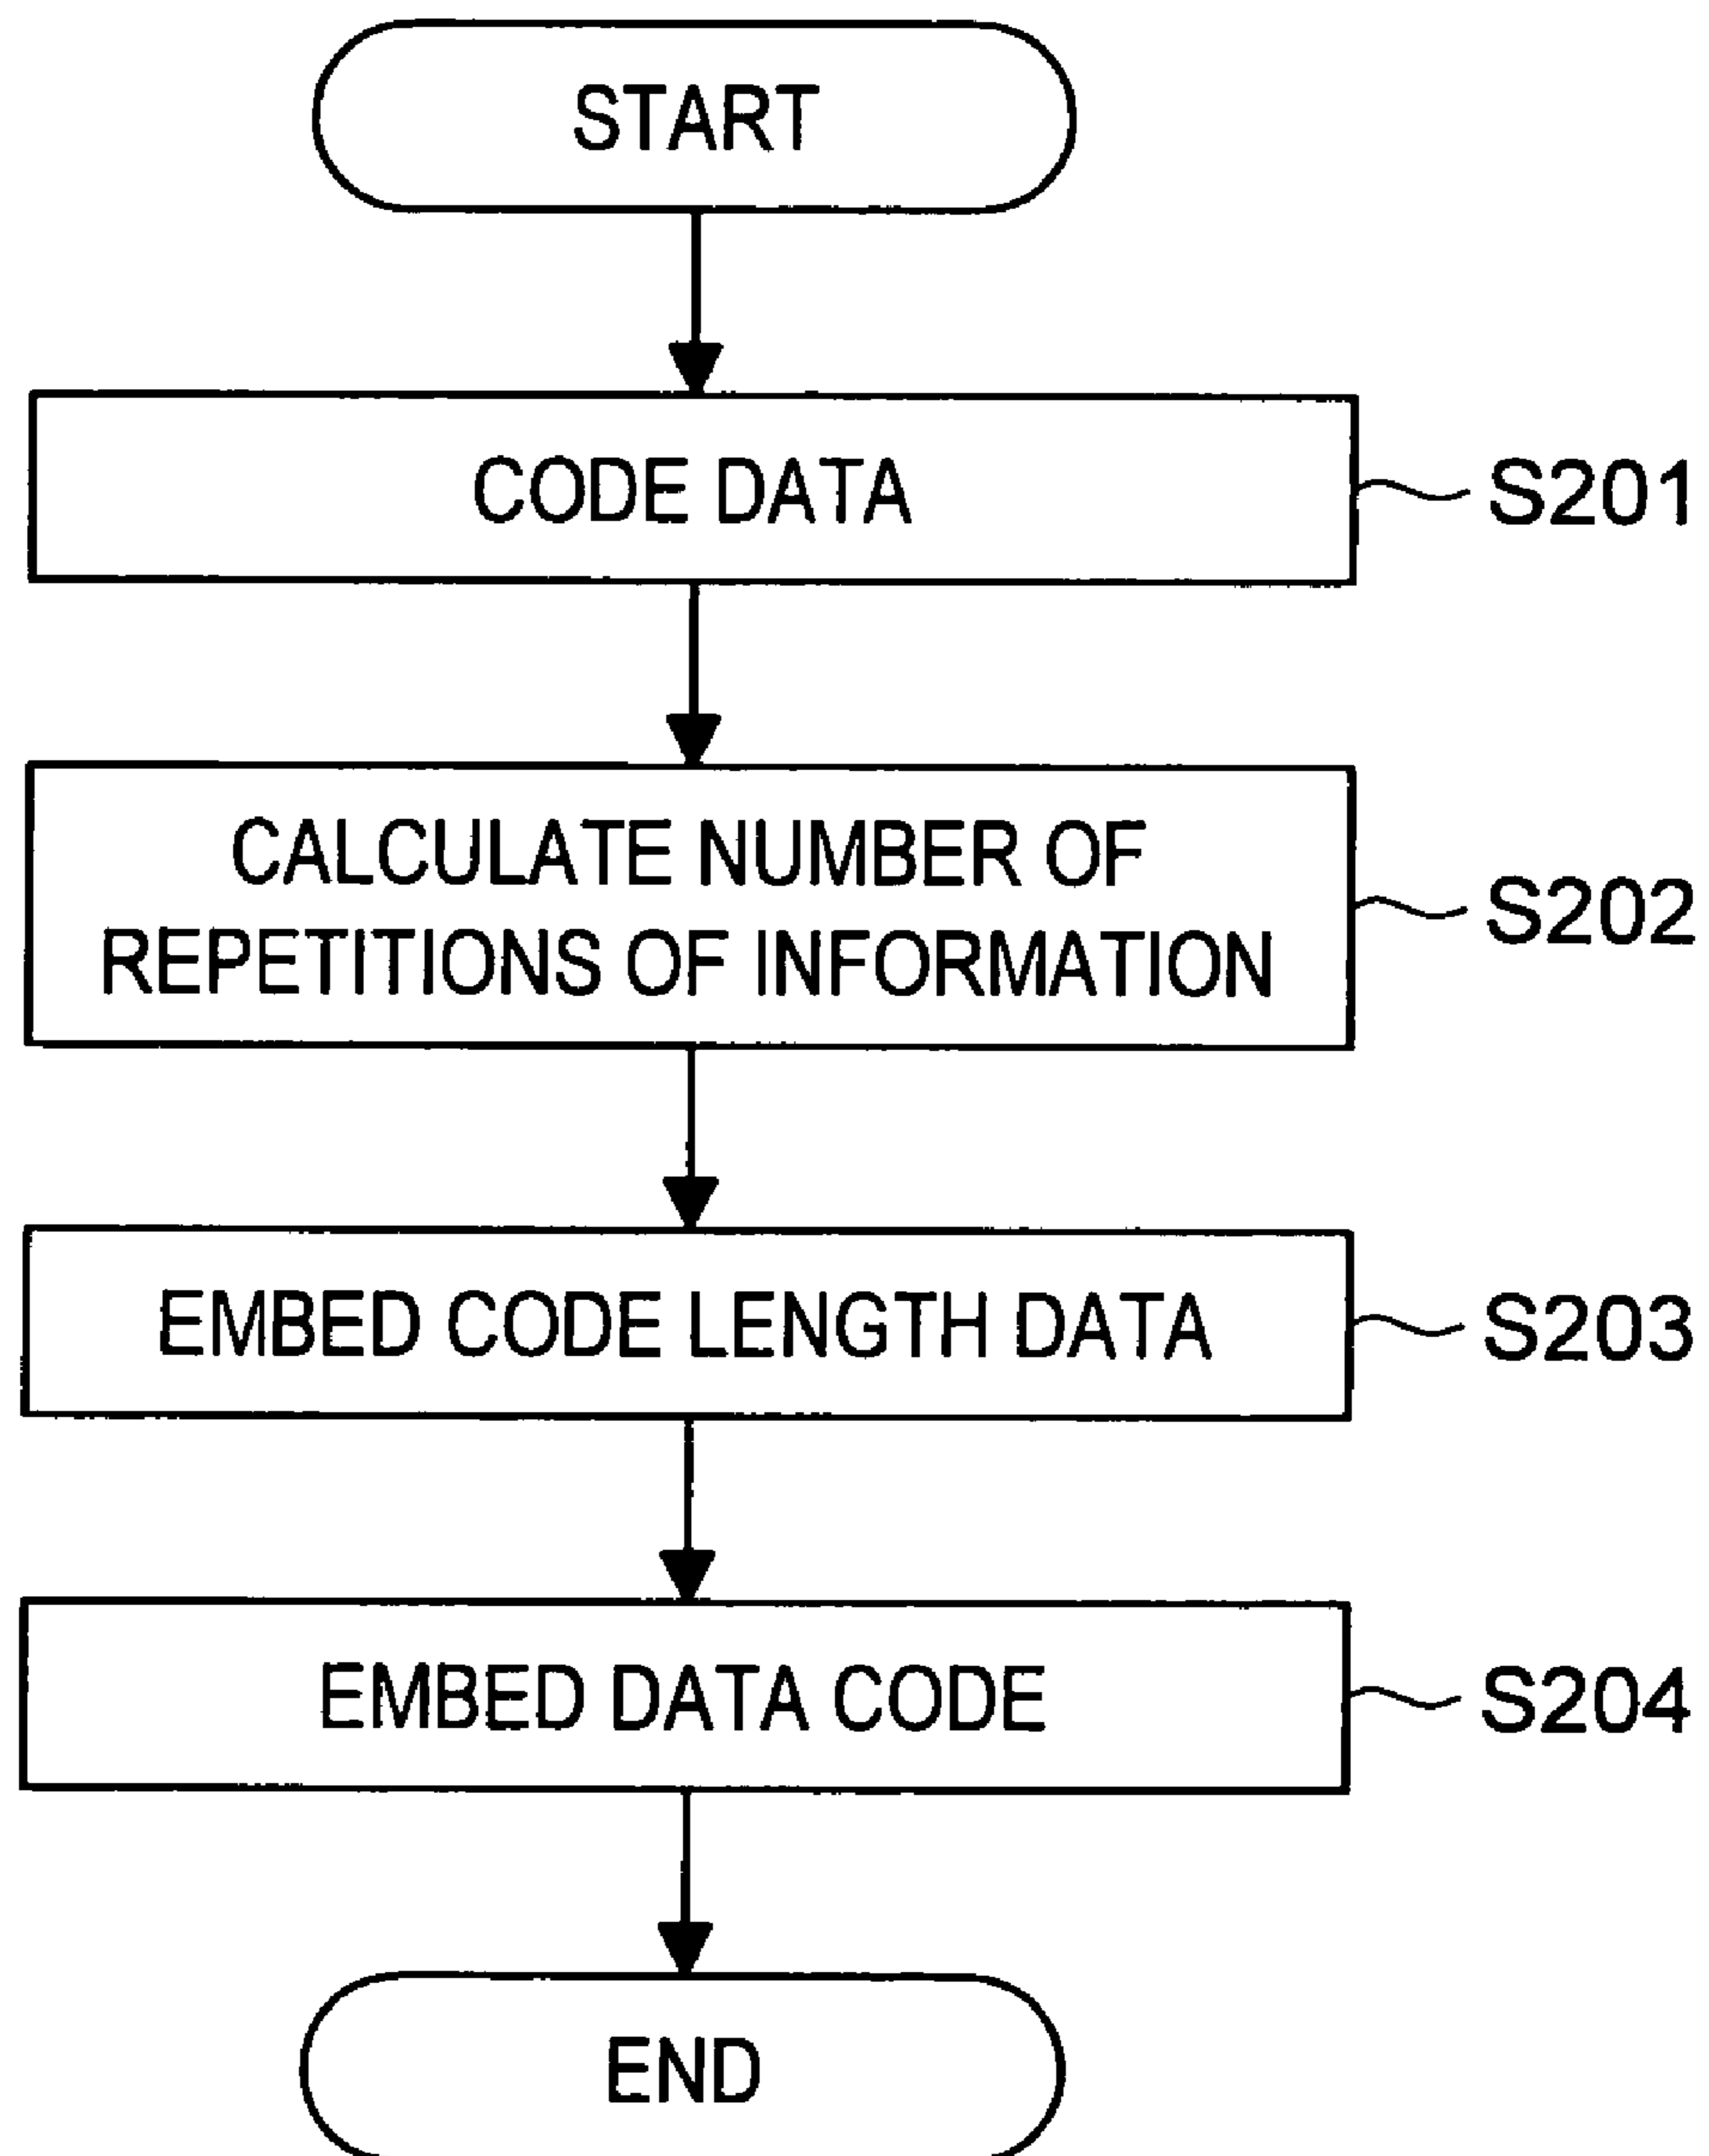 START
CODE DATA
S201
CALCULATE NUMBER OF
REPETITIONS OF INFORMATION
S202
EMBED CODE LENGTH DATA
S203
EMBED DATA CODE
S204
END